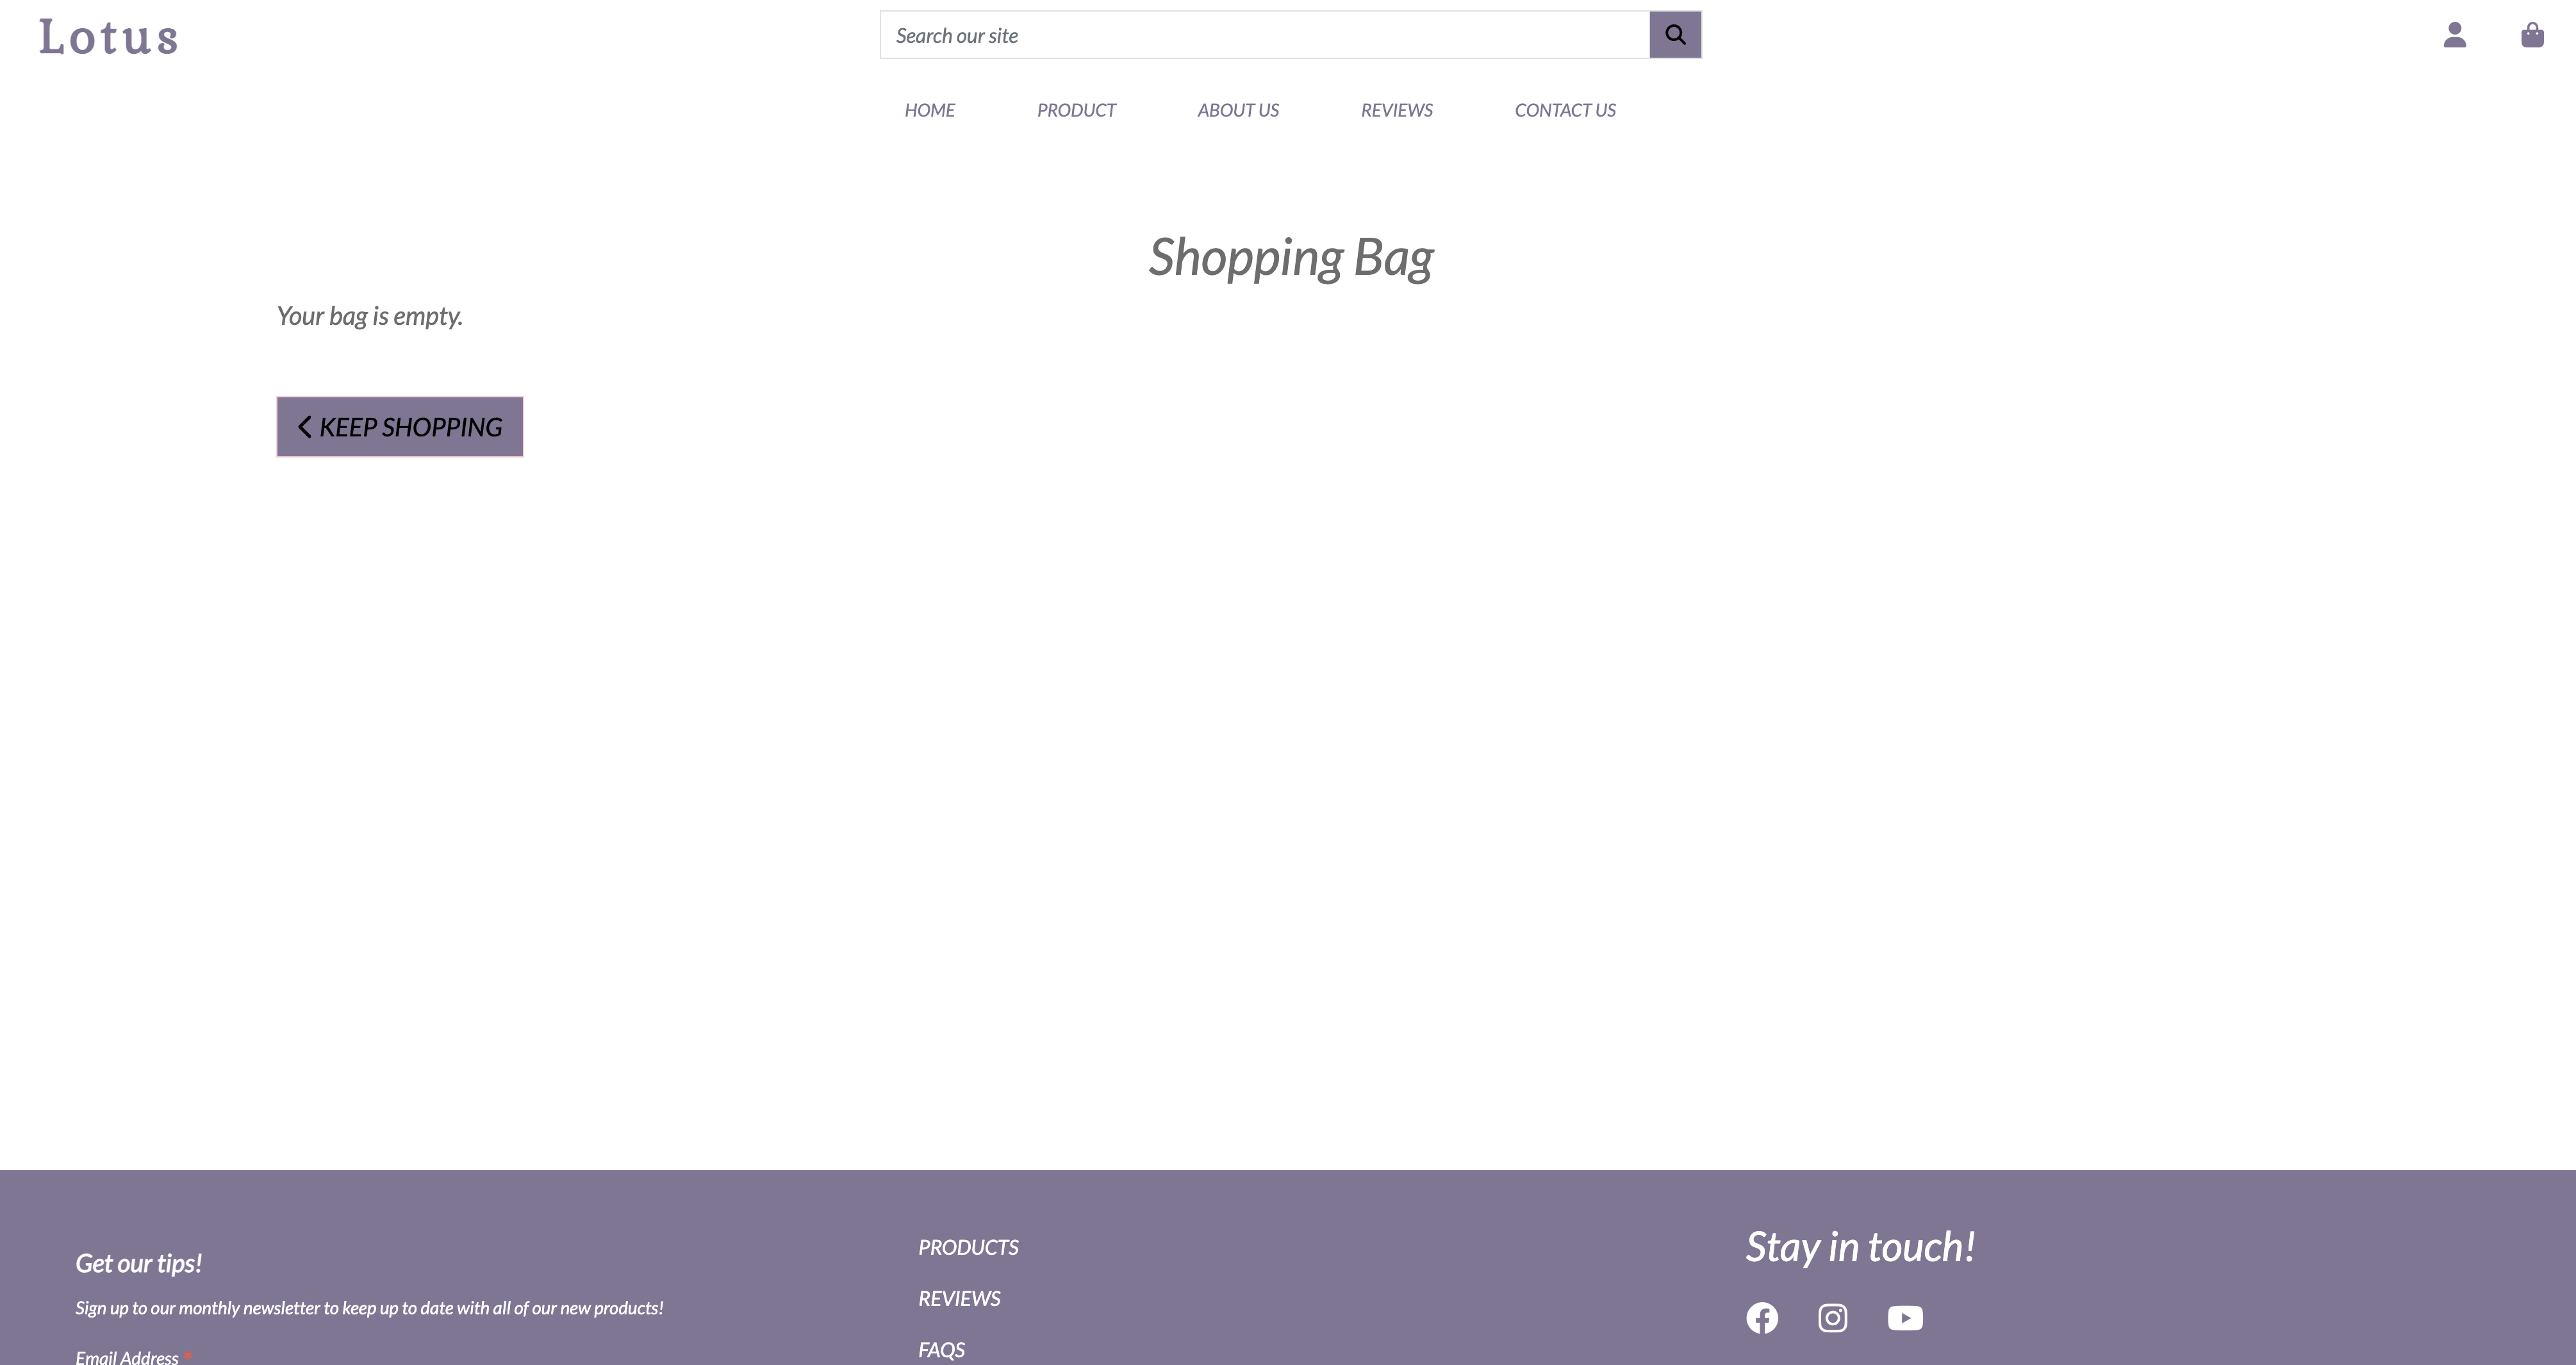 Lotus
Search our site
HOME PRODUCT ABOUT US REVIEWS CONTACT US
Shopping Bag
Your bag is empty.
KEEP SHOPPING
Get our tips!
Sign up to our monthly newsletter to keep up to date with all of our new products!
Email Address *
PRODUCTS
REVIEWS
FAQS
Stay in touch!